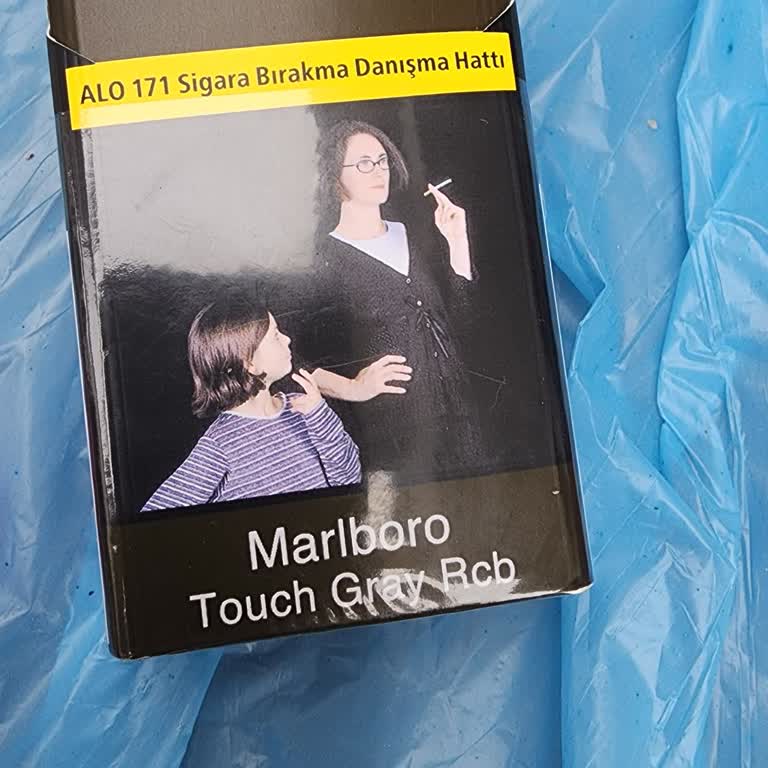 ALO 171 Sigara Bırakma Danışma Hattı
Marlboro
Touch Gray Rcb